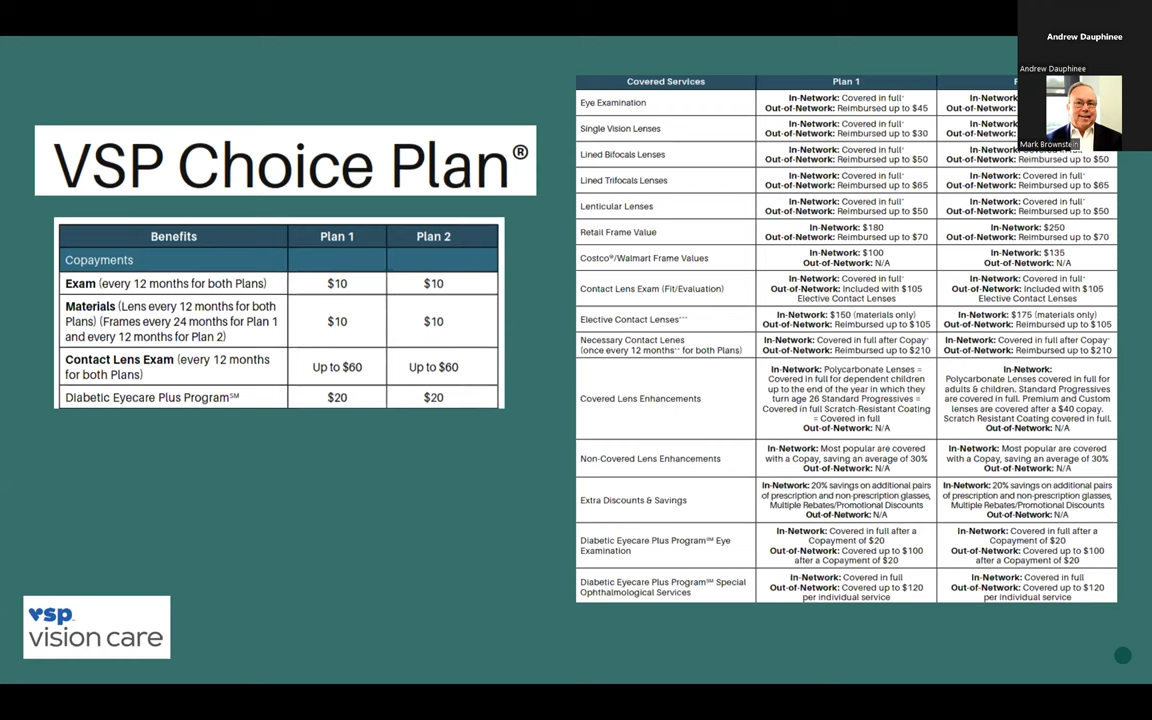 Andrew Dauphinee
Andrew Dauphinee
Mark Brownstein
VSP Choice Plan®
Benefits Plan 1 Plan 2
Copayments
Exam (every 12 months for both Plans) $10 $10
Materials (Lens every 12 months for both
Plans) (Frames every 24 months for Plan 1 $10 $10
and every 12 months for Plan 2)
Contact Lens Exam (every 12 months
for both Plans) Up to $60 Up to $60
Diabetic Eyecare Plus Program℠ $20 $20
vsp
vision care
Covered Services Plan 1
Eye Examination
In-Network: Covered in full*
Out-of-Network: Reimbursed up to $45
In-Network
Out-of-Network:
Single Vision Lenses
In-Network: Covered in full*
Out-of-Network: Reimbursed up to $30
In-Network
Out-of-Network:
Lined Bifocals Lenses
In-Network: Covered in full*
Out-of-Network: Reimbursed up to $50
In-Network:
Out-of-Network: Reimbursed up to $50
Lined Trifocals Lenses
In-Network: Covered in full*
Out-of-Network: Reimbursed up to $65
In-Network: Covered in full*
Out-of-Network: Reimbursed up to $65
Lenticular Lenses
In-Network: Covered in full*
Out-of-Network: Reimbursed up to $50
In-Network: Covered in full*
Out-of-Network: Reimbursed up to $50
Retail Frame Value
In-Network: $180
Out-of-Network: Reimbursed up to $70
In-Network: $250
Out-of-Network: Reimbursed up to $70
Costco®/Walmart Frame Values
In-Network: $100
Out-of-Network: N/A
In-Network: $135
Out-of-Network: N/A
Contact Lens Exam (Fit/Evaluation)
In-Network: Covered in full*
Out-of-Network: Included with $105
Elective Contact Lenses
In-Network: Covered in full*
Out-of-Network: Included with $105
Elective Contact Lenses
Elective Contact Lenses***
In-Network: $150 (materials only)
Out-of-Network: Reimbursed up to $105
In-Network: $175 (materials only)
Out-of-Network: Reimbursed up to $105
Necessary Contact Lenes
(once every 12 months** for both Plans)
In-Network: Covered in full after Copay*
Out-of-Network: Reimbursed up to $210
In-Network: Covered in full after Copay*
Out-of-Network: Reimbursed up to $210
Covered Lens Enhancements
In-Network: Polycarbonate Lenses =
Covered in full for dependent children
up to the end of the year in which they
turn age 26 Standard Progressives =
Covered in full Scratch-Resistant Coating
= Covered in full
Out-of-Network: N/A
In-Network:
Polycarbonate Lenses covered in full for
adults & children. Standard Progressives
are covered in full. Premium and Custom
lenses are covered after a $40 copay.
Scratch Resistant Coating covered in full.
Out-of-Network: N/A
Non-Covered Lens Enhancements
In-Network: Most popular are covered
with a Copay, saving an average of 30%
Out-of-Network: N/A
In-Network: Most popular are covered
with a Copay, saving an average of 30%
Out-of-Network: N/A
Extra Discounts & Savings
In-Network: 20% savings on additional pairs
of prescription and non-prescription glasses,
Multiple Rebates/Promotional Discounts
Out-of-Network: N/A
In-Network: 20% savings on additional pairs
of prescription and non-prescription glasses,
Multiple Rebates/Promotional Discounts
Out-of-Network: N/A
Diabetic Eyecare Plus Program℠ Eye
Examination
In-Network: Covered in full after a
Copayment of $20
Out-of-Network: Covered up to $100
after a Copayment of $20
In-Network: Covered in full after a
Copayment of $20
Out-of-Network: Covered up to $100
after a Copayment of $20
Diabetic Eyecare Plus Program℠ Special
Ophthalmological Services
In-Network: Covered in full
Out-of-Network: Covered up to $120
per individual service
In-Network: Covered in full
Out-of-Network: Covered up to $120
per individual service